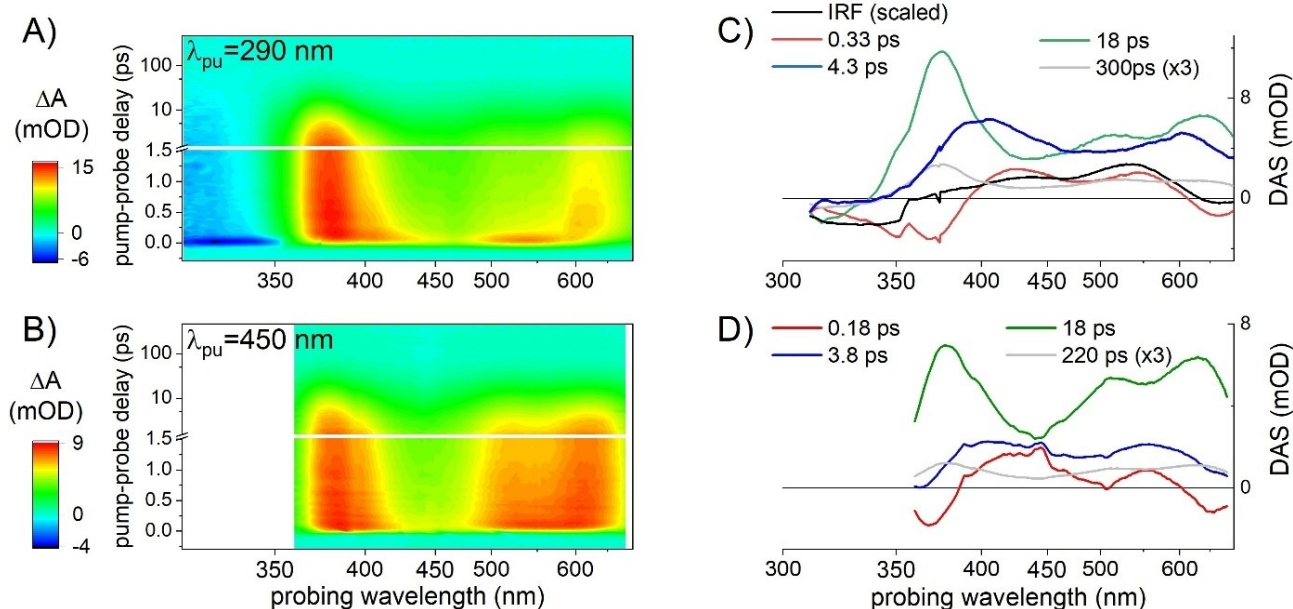 A)
λpu=290 nm
ΔA
(mOD)
15
0
-6
pump-probe delay (ps)
100
10
1.5
1.0
0.5
0.0
350 400 450 500 600
B)
λpu=450 nm
ΔA
(mOD)
9
0
-4
pump-probe delay (ps)
100
10
1.5
1.0
0.5
0.0
350 400 450 500 600
probing wavelength (nm)
C)
IRF (scaled)
0.33 ps 18 ps
4.3 ps 300ps (x3)
8
0
DAS (mOD)
300 350 400 450 500 600
D)
0.18 ps 18 ps
3.8 ps 220 ps (x3)
8
0
DAS (mOD)
300 350 400 450 500 600
probing wavelength (nm)